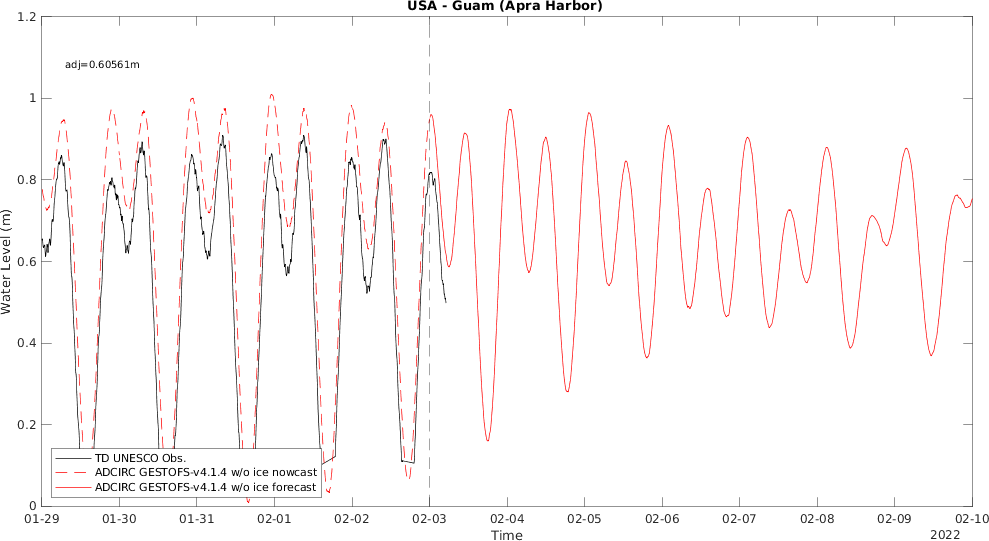 USA - Guam (Apra Harbor)
1.2
adj=0.60561m
1
0.8
0.6
0.4
0.2
0
Water Level (m)
TD UNESCO Obs.
ADCIRC GESTOFS-v4.1.4 w/o ice nowcast
ADCIRC GESTOFS-v4.1.4 w/o ice forecast
01-29 01-30 01-31 02-01 02-02 02-03 02-04 02-05 02-06 02-07 02-08 02-09 02-10
Time
2022